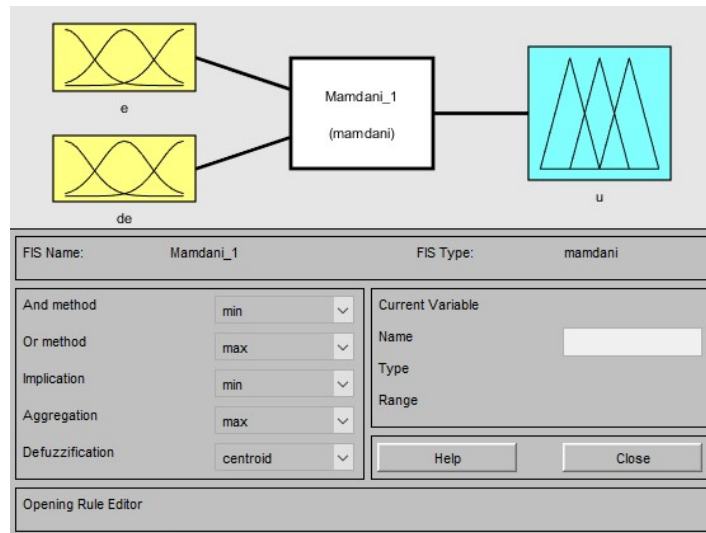 e
Mamdani_1
(mamdani)
de
u
FIS Name: Mamdani_1 FIS Type: mamdani
And method min
Or method max
Implication min
Aggregation max
Defuzzification centroid
Current Variable
Name
Type
Range
Help Close
Opening Rule Editor